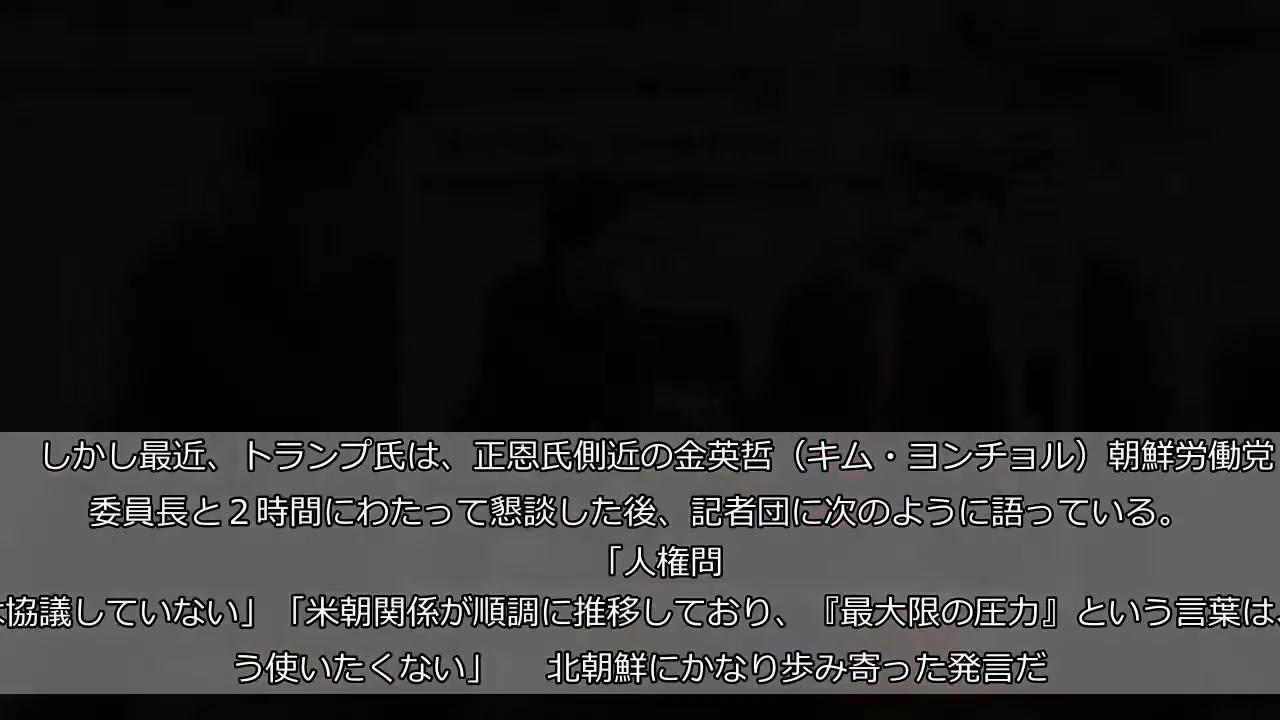 しかし最近、トランプ氏は、正恩氏側近の金英哲（キム・ヨンチョル）朝鮮労働党
委員長と２時間にわたって懇談した後、記者団に次のように語っている。
「人権問
協議していない」「米朝関係が順調に推移しており、『最大限の圧力』という言葉は
う使いたくない」　北朝鮮にかなり歩み寄った発言だ